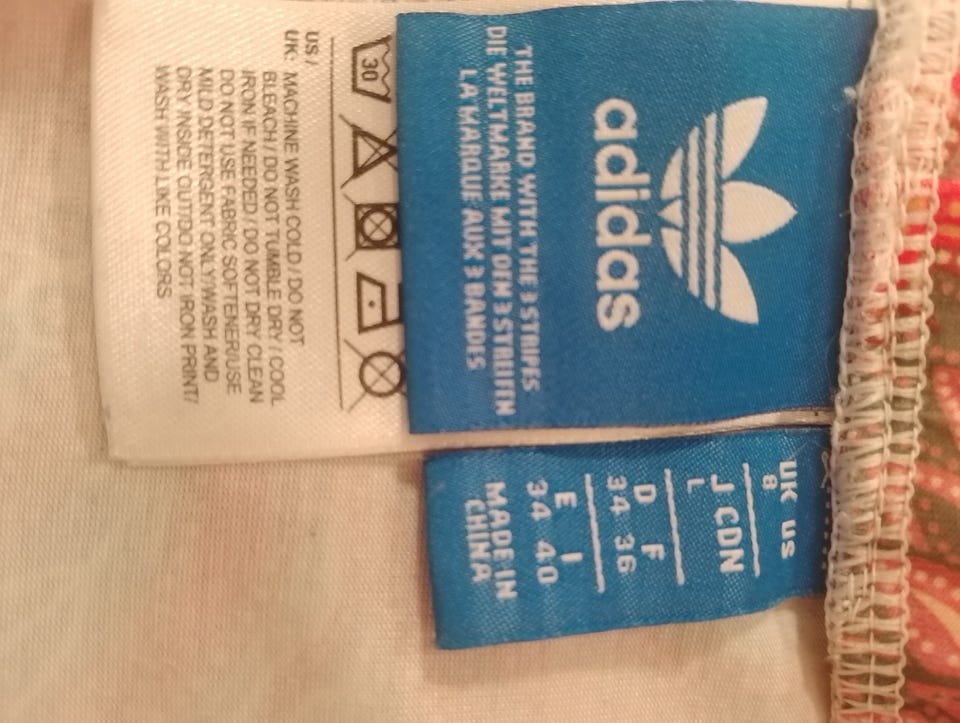 adidas
THE BRAND WITH THE 3 STRIPES
DIE WELTMARKE MIT DEN 3 STREIFEN
LA MARQUE AUX 3 BANDES
UK US
8
J CDN
L
D F
34 36
E I
34 40
MADE IN
CHINA
30
US /
UK: MACHINE WASH COLD / DO NOT
BLEACH / DO NOT TUMBLE DRY / COOL
IRON IF NEEDED / DO NOT DRY CLEAN
DO NOT USE FABRIC SOFTENER/USE
MILD DETERGENT ONLY/WASH AND
DRY INSIDE OUT/DO NOT IRON PRINT/
WASH WITH LIKE COLORS